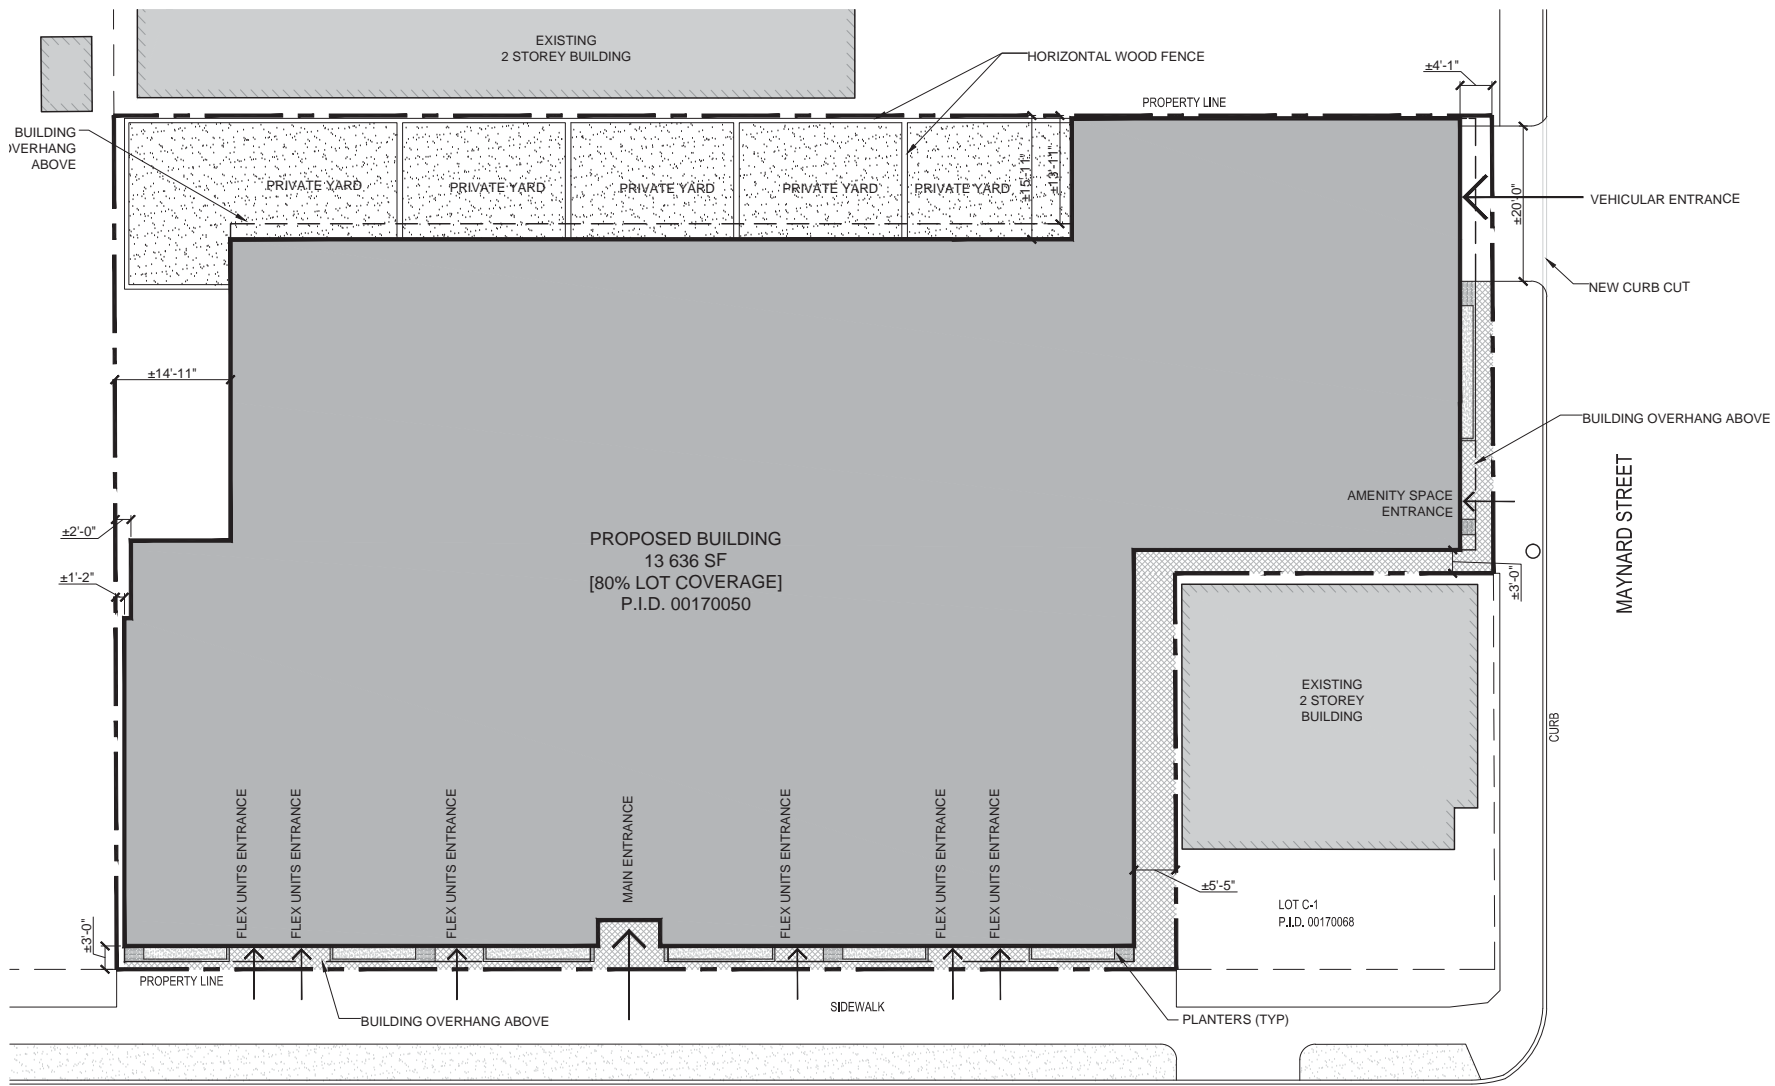 EXISTING
2 STOREY BUILDING
HORIZONTAL WOOD FENCE
±4'-1"
PROPERTY LINE
BUILDING
OVERHANG
ABOVE
PRIVATE YARD
PRIVATE YARD
PRIVATE YARD
PRIVATE YARD
PRIVATE YARD
±15'-11"
±13'-11"
±20'-0"
VEHICULAR ENTRANCE
NEW CURB CUT
±14'-11"
BUILDING OVERHANG ABOVE
MAYNARD STREET
AMENITY SPACE
ENTRANCE
±2'-0"
PROPOSED BUILDING
13 636 SF
[80% LOT COVERAGE]
P.I.D. 00170050
±1'-2"
±3'-0"
EXISTING
2 STOREY
BUILDING
CURB
FLEX UNITS ENTRANCE
FLEX UNITS ENTRANCE
FLEX UNITS ENTRANCE
MAIN ENTRANCE
FLEX UNITS ENTRANCE
FLEX UNITS ENTRANCE
FLEX UNITS ENTRANCE
±5'-5"
LOT C-1
P.I.D. 00170068
±3'-0"
PROPERTY LINE
SIDEWALK
BUILDING OVERHANG ABOVE
PLANTERS (TYP)